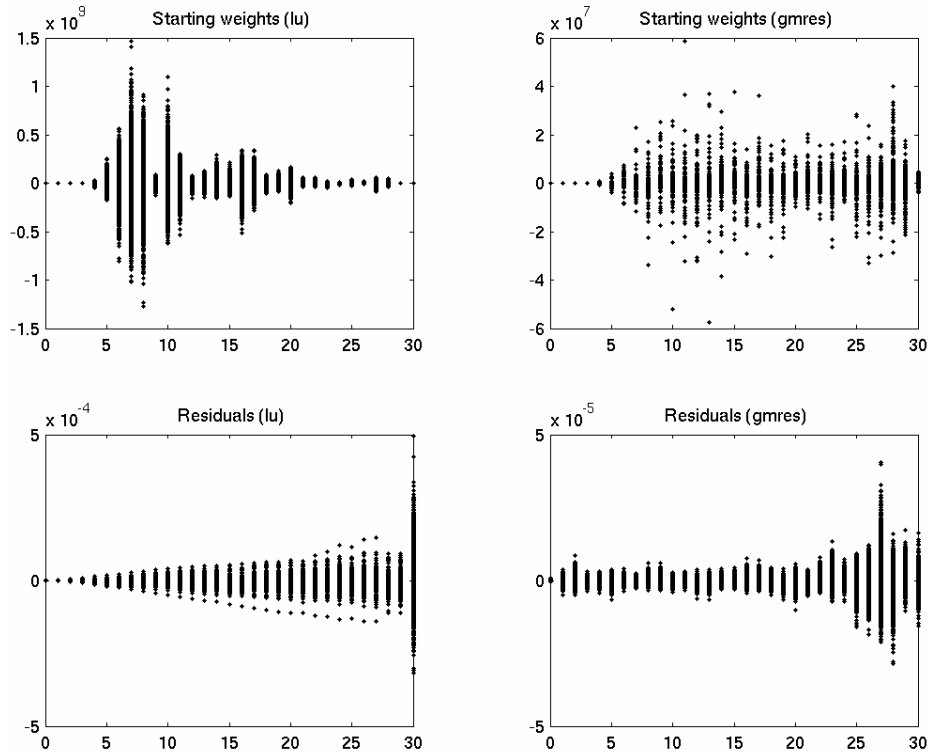 x 10^9
Starting weights (lu)
1.5
1
0.5
0
-0.5
-1
-1.5
0 5 10 15 20 25 30
x 10^7
Starting weights (gmres)
6
4
2
0
-2
-4
-6
0 5 10 15 20 25 30
x 10^-4
Residuals (lu)
5
0
-5
0 5 10 15 20 25 30
x 10^-5
Residuals (gmres)
5
0
-5
0 5 10 15 20 25 30